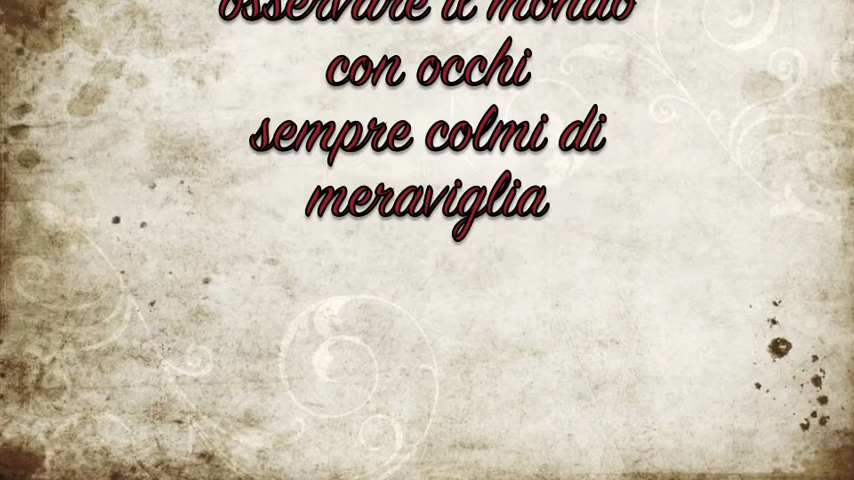 osservare il mondo
con occhi
sempre colmi di
meraviglia